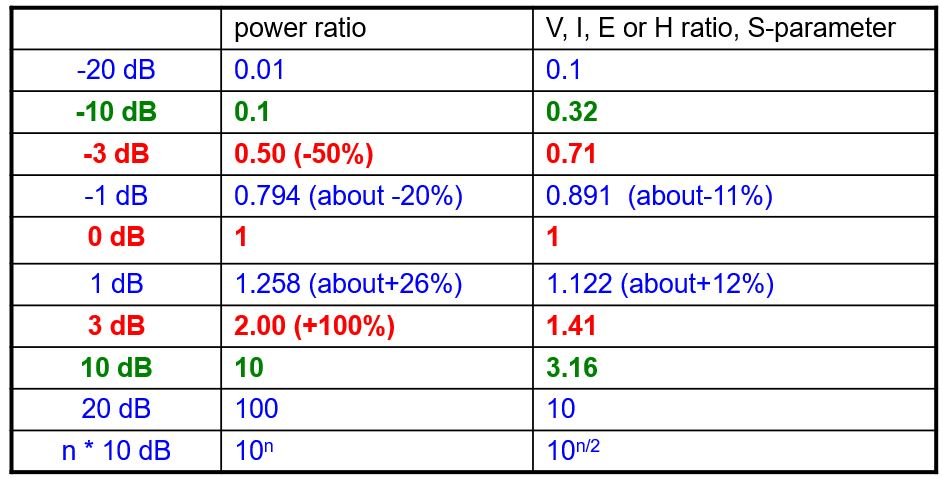 power ratio V, I, E or H ratio, S-parameter
-20 dB 0.01 0.1
-10 dB 0.1 0.32
-3 dB 0.50 (-50%) 0.71
-1 dB 0.794 (about -20%) 0.891  (about-11%)
0 dB 1 1
1 dB 1.258 (about+26%) 1.122 (about+12%)
3 dB 2.00 (+100%) 1.41
10 dB 10 3.16
20 dB 100 10
n * 10 dB 10ⁿ 10ⁿᐟ²